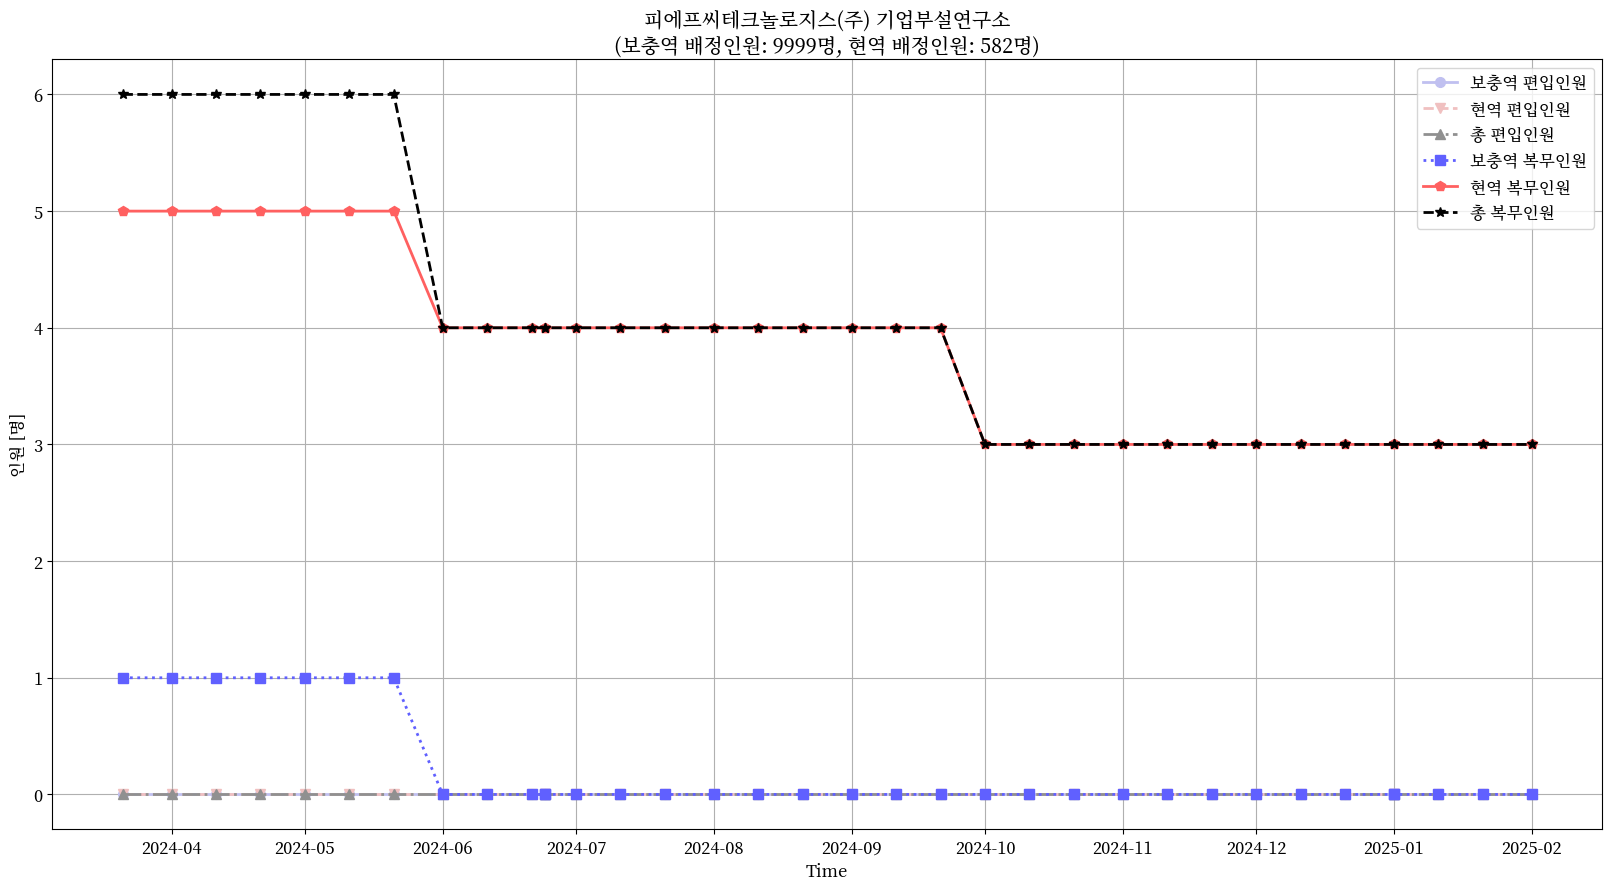 피에프씨테크놀로지스(주) 기업부설연구소
(보충역 배정인원: 9999명, 현역 배정인원: 582명)
보충역 편입인원
현역 편입인원
총 편입인원
보충역 복무인원
현역 복무인원
총 복무인원
인원 [명]
6
5
4
3
2
1
0
2024-04
2024-05
2024-06
2024-07
2024-08
2024-09
2024-10
2024-11
2024-12
2025-01
2025-02
Time